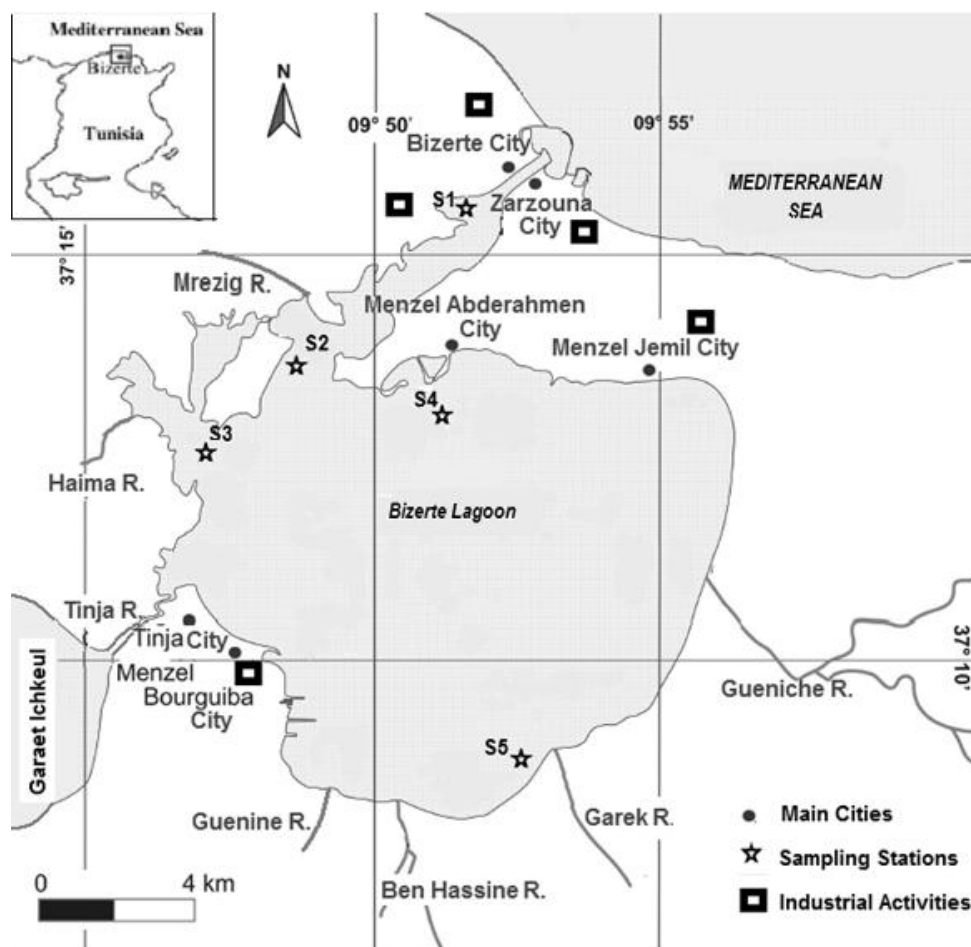 Mediterranean Sea
Bizerte
Tunisia
N
09° 50'
09° 55'
Bizerte City
MEDITERRANEAN
SEA
S1
Zarzouna
City
37° 15'
Mrezig R.
Menzel Abderahmen
City
S2
Menzel Jemil City
S4
S3
Haima R.
Bizerte Lagoon
Tinja R.
Tinja City
37° 10'
Menzel
Bourguiba
City
Gueniche R.
Garaet Ichkeul
S5
Guenine R.
Garek R.
Ben Hassine R.
Main Cities
Sampling Stations
Industrial Activities
0 4 km